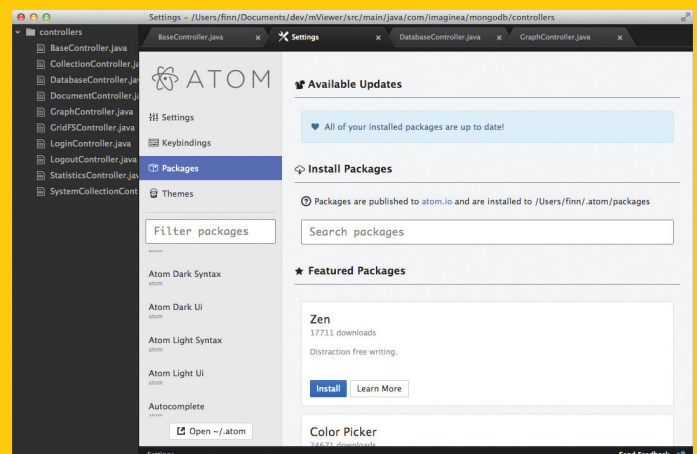 Settings - /Users/finn/Documents/dev/mViewer/src/main/java/com/imaginea/mongodb/controllers
controllers
BaseController.java
CollectionController.ja
DatabaseController.jav
DocumentController.ja
GraphController.java
GridFSController.java
LoginController.java
LogoutController.java
StatisticsController.jav
SystemCollectionCont
BaseController.java x
Settings x
DatabaseController.java x
GraphController.java x
ATOM
Settings
Keybindings
Packages
Themes
Filter packages
Atom Dark Syntax
atom
Atom Dark Ui
atom
Atom Light Syntax
atom
Atom Light Ui
atom
Autocomplete
Open ~/.atom
Available Updates
All of your installed packages are up to date!
Install Packages
Packages are published to atom.io and are installed to /Users/finn/.atom/packages
Search packages
Featured Packages
Zen
17711 downloads
Distraction free writing.
Install Learn More
Color Picker
24671 downloads
Settings
Send Feedback